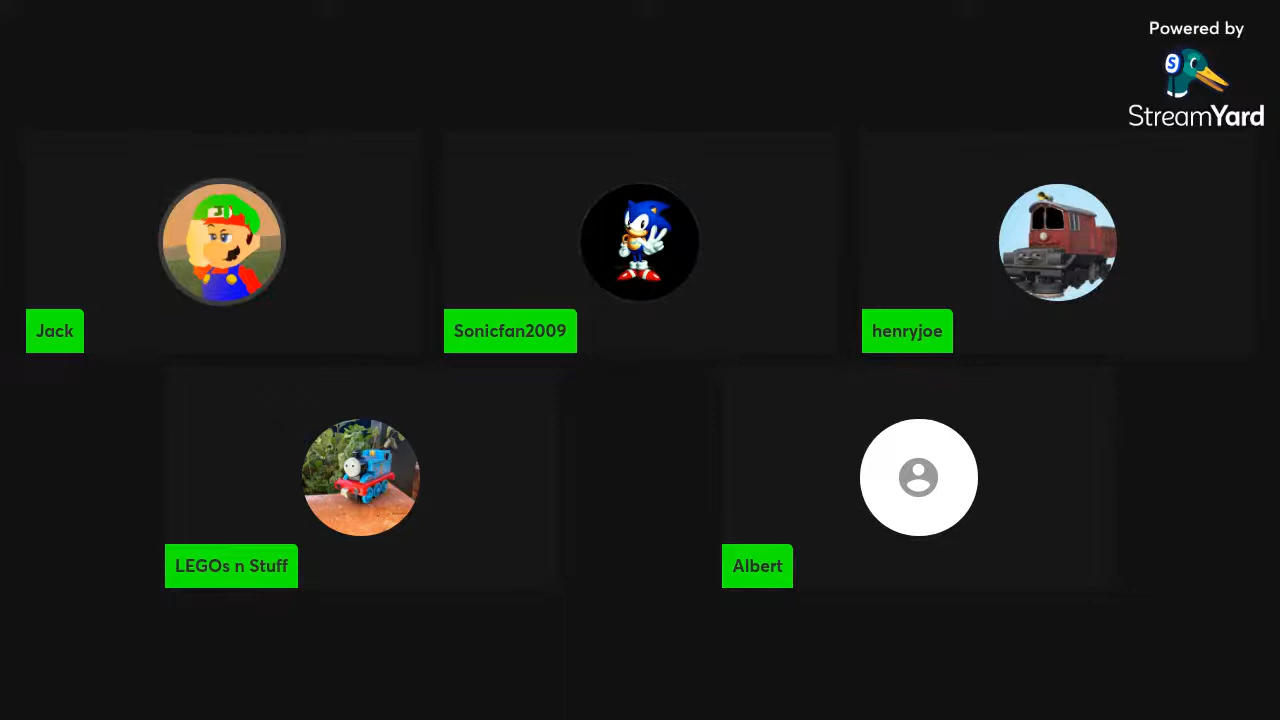 Powered by
S
StreamYard
J
Jack
Sonicfan2009
henryjoe
LEGOs n Stuff
Albert